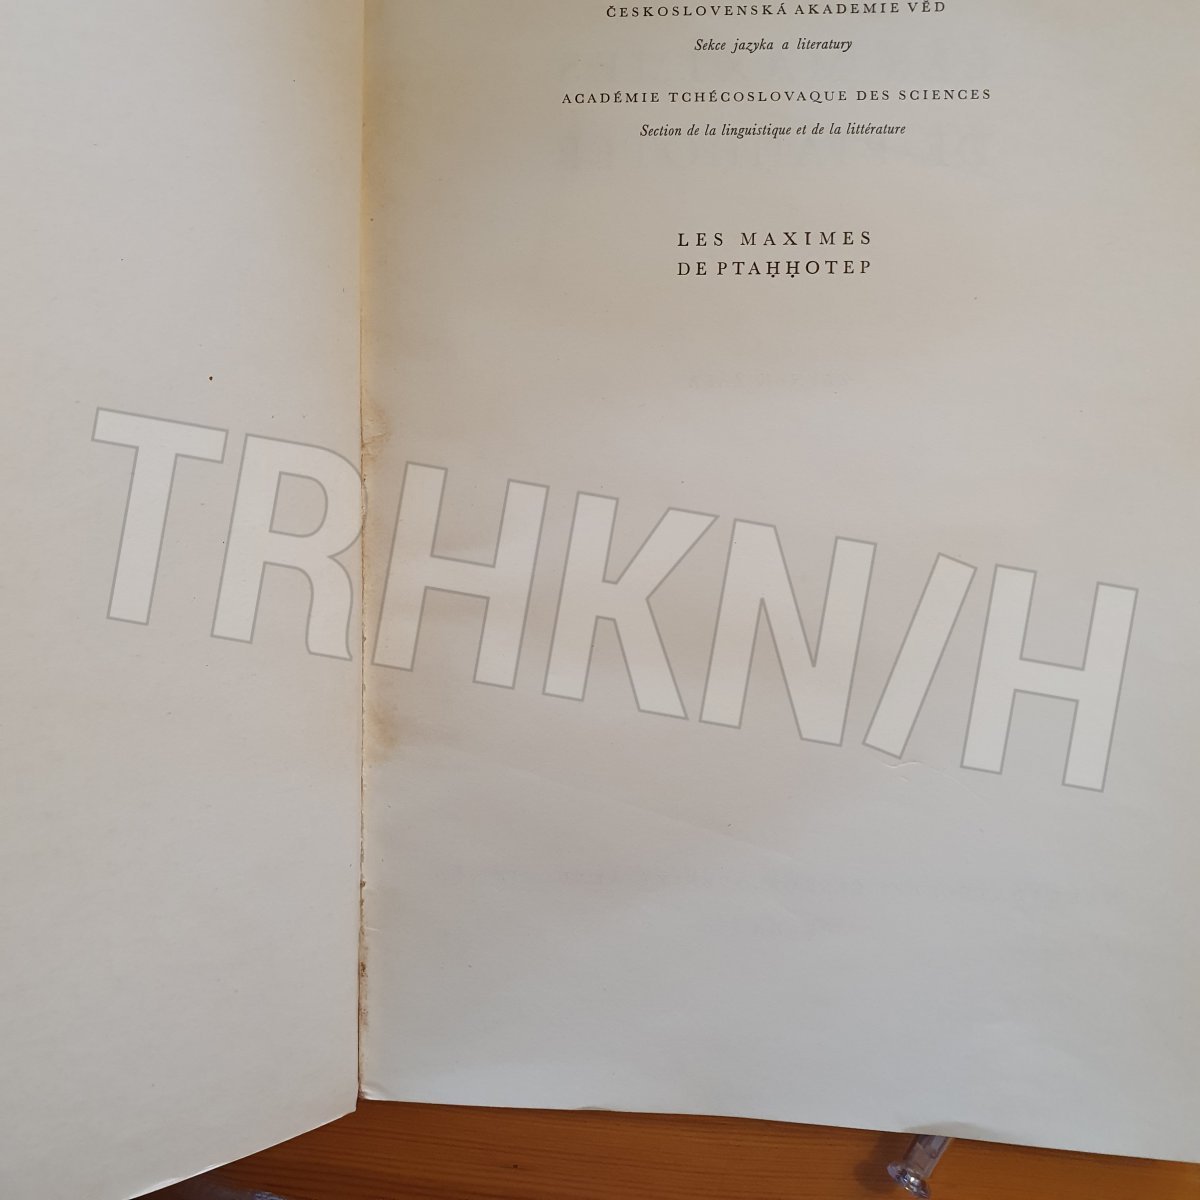 ČESKOSLOVENSKÁ AKADEMIE VĚD
Sekce jazyka a literatury
ACADÉMIE TCHÉCOSLOVAQUE DES SCIENCES
Section de la linguistique et de la littérature
LES MAXIMES
DE PTAḤḤOTEP
TRHKN/H